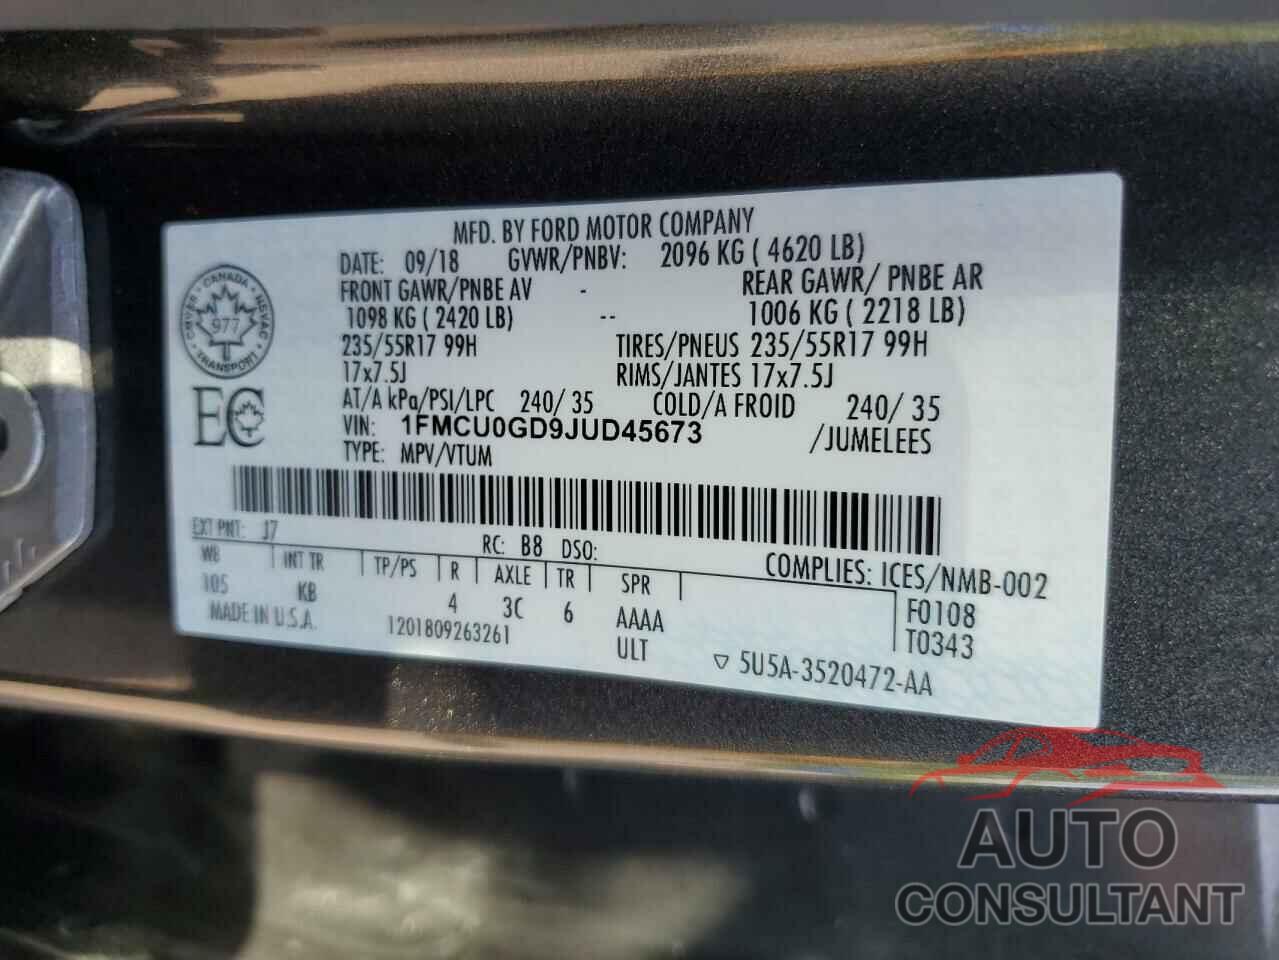 MFD. BY FORD MOTOR COMPANY
DATE: 09/18 GVWR/PNBV: 2096 KG ( 4620 LB)
FRONT GAWR/PNBE AV - REAR GAWR/ PNBE AR
1098 KG ( 2420 LB) -- 1006 KG ( 2218 LB)
235/55R17 99H TIRES/PNEUS 235/55R17 99H
17x7.5J RIMS/JANTES 17x7.5J
AT/A kPa/PSI/LPC 240/ 35 COLD/A FROID 240/ 35
VIN: 1FMCU0GD9JUD45673 /JUMELEES
TYPE: MPV/VTUM
CANADA
CMVSS NSVAC
977
TRANSPORT
EC
EXT PNT: J7 RC: B8 DSO:
WB INT TR TP/PS R AXLE TR SPR COMPLIES: ICES/NMB-002
105 KB 4 3C 6 AAAA F0108
MADE IN U.S.A. 1201809263261 ULT T0343
▽ 5U5A-3520472-AA
AUTO
CONSULTANT